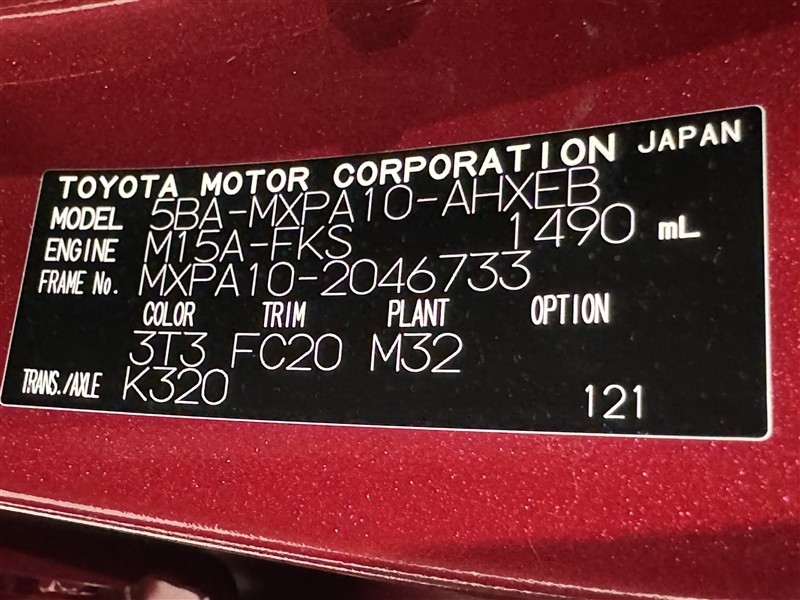 TOYOTA MOTOR CORPORATION JAPAN
MODEL 5BA-MXPA10-AHXEB
ENGINE M15A-FKS 1490 mL
FRAME No. MXPA10-2046733
COLOR TRIM PLANT OPTION
3T3 FC20 M32
TRANS./AXLE K320 121